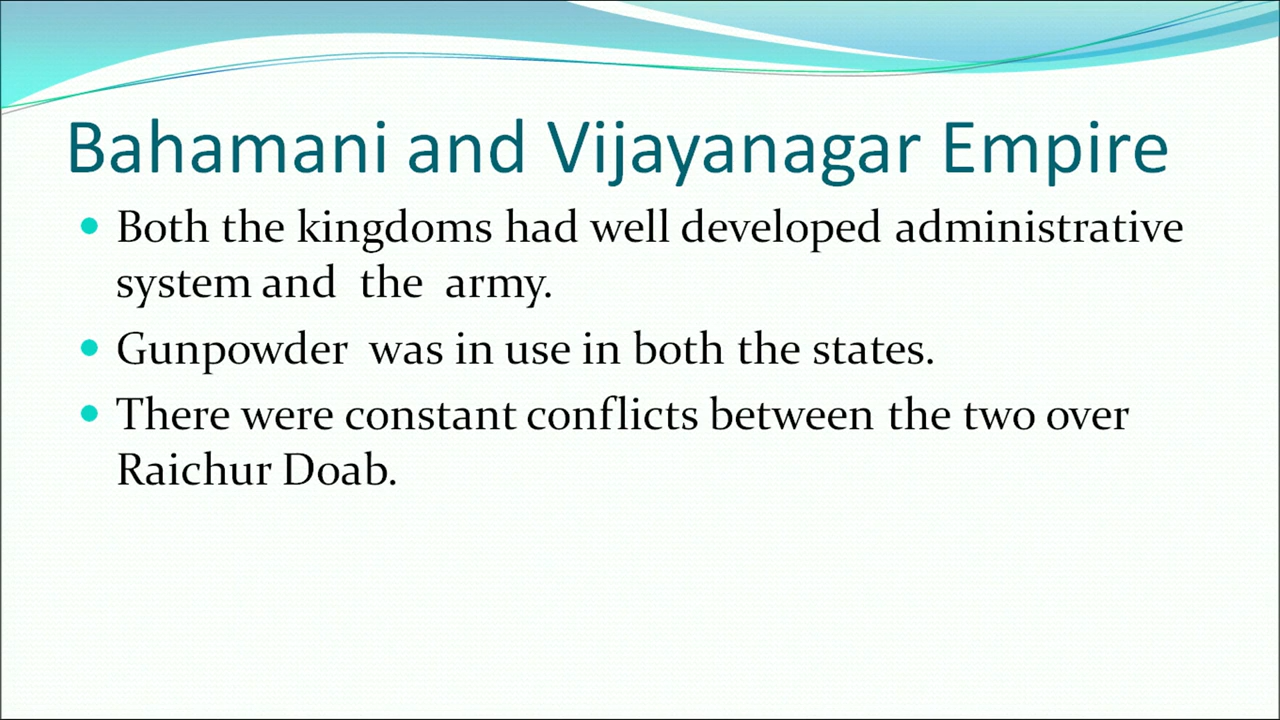 Bahamani and Vijayanagar Empire
Both the kingdoms had well developed administrative
system and the army.
Gunpowder was in use in both the states.
There were constant conflicts between the two over
Raichur Doab.